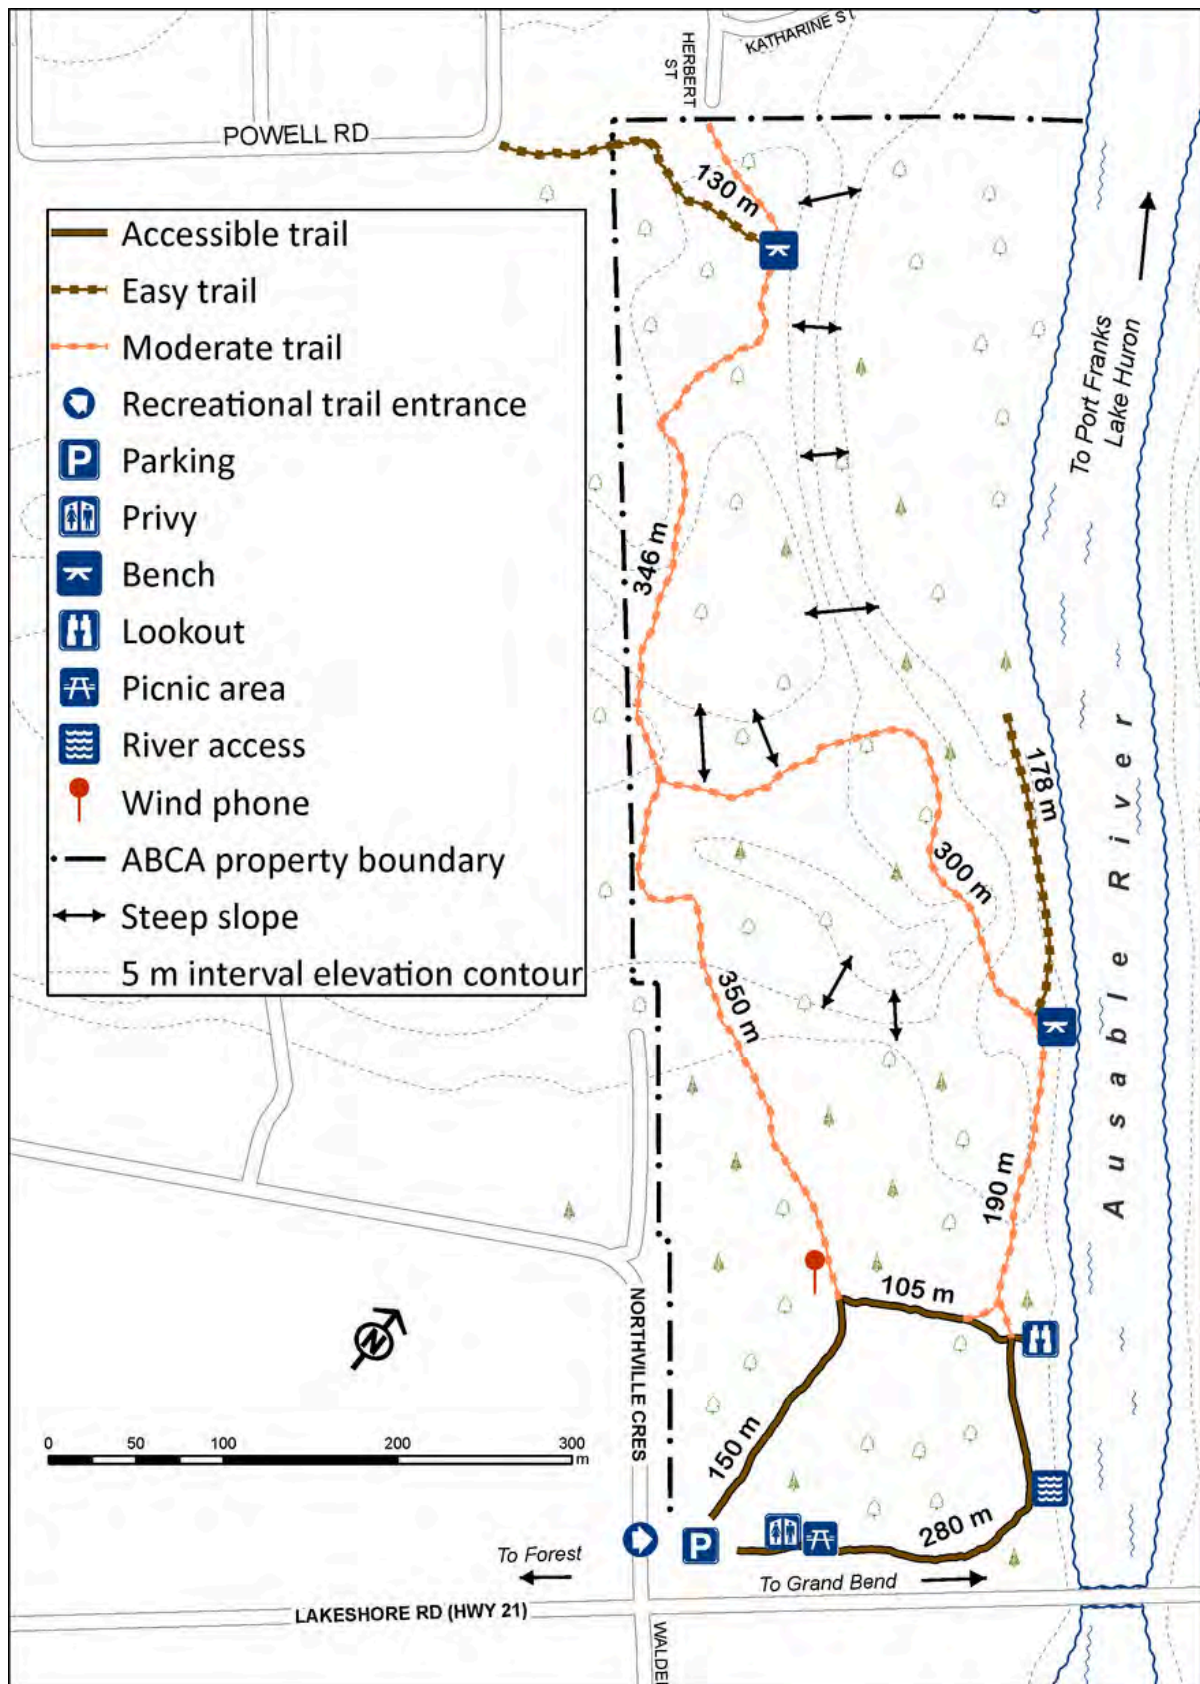 KATHARINE ST
HERBERT
ST
POWELL RD
130 m
Accessible trail
Easy trail
Moderate trail
Recreational trail entrance
P Parking
Privy
Bench
Lookout
Picnic area
River access
Wind phone
ABCA property boundary
Steep slope
5 m interval elevation contour
To Port Franks
Lake Huron
346 m
178 m
300 m
Ausable River
350 m
190 m
105 m
N
NORTHVILLE CRES
0 50 100 200 300
m
150 m
280 m
P
To Forest
To Grand Bend
LAKESHORE RD (HWY 21)
WALDE